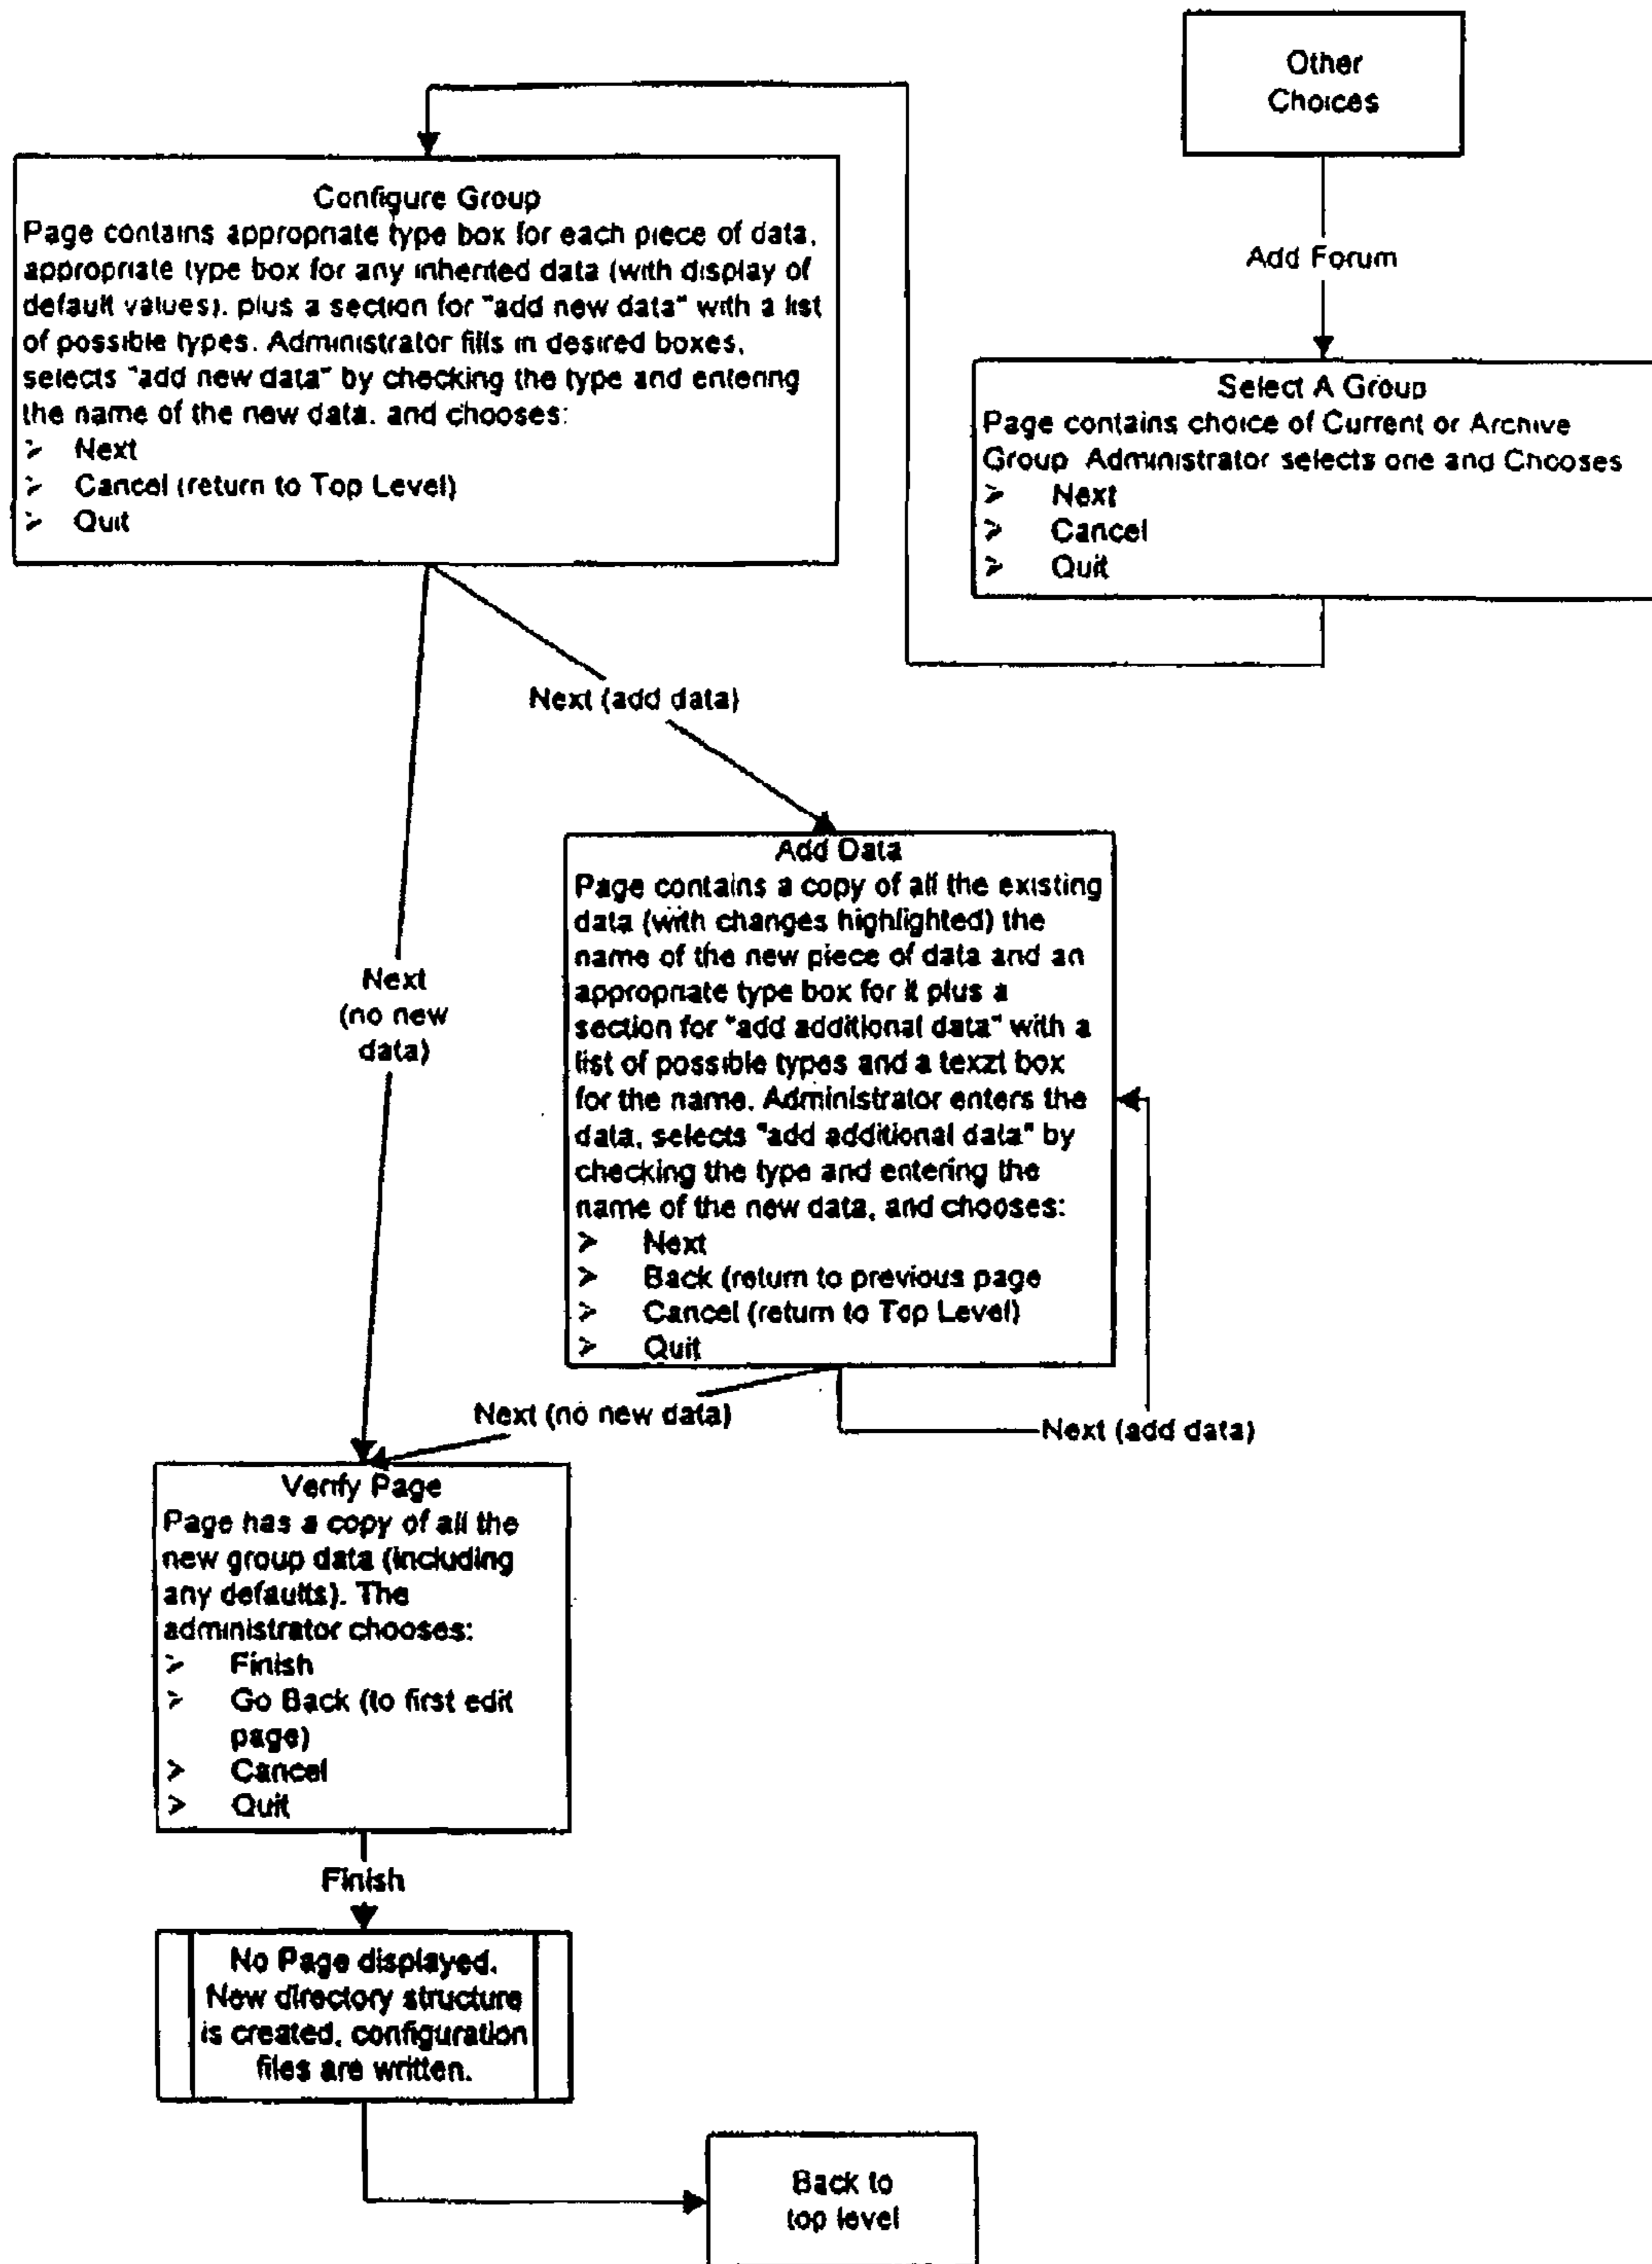 Other
Choices
Add Forum
Select A Group
Page contains choice of Current or Archive
Group Administrator selects one and Chooses
➢ Next
➢ Cancel
➢ Quit
Configure Group
Page contains appropriate type box for each piece of data,
appropriate type box for any inherited data (with display of
default values), plus a section for "add new data" with a list
of possible types. Administrator fills in desired boxes,
selects "add new data" by checking the type and entering
the name of the new data, and chooses:
➢ Next
➢ Cancel (return to Top Level)
➢ Quit
Next (add data)
Next
(no new
data)
Add Data
Page contains a copy of all the existing
data (with changes highlighted) the
name of the new piece of data and an
appropriate type box for it plus a
section for "add additional data" with a
list of possible types and a texzt box
for the name. Administrator enters the
data, selects "add additional data" by
checking the type and entering the
name of the new data, and chooses:
➢ Next
➢ Back (return to previous page
➢ Cancel (return to Top Level)
➢ Quit
Next (no new data)
Next (add data)
Verify Page
Page has a copy of all the
new group data (including
any defaults). The
administrator chooses:
➢ Finish
➢ Go Back (to first edit
page)
➢ Cancel
➢ Quit
Finish
No Page displayed.
New directory structure
is created, configuration
files are written.
Back to
top level